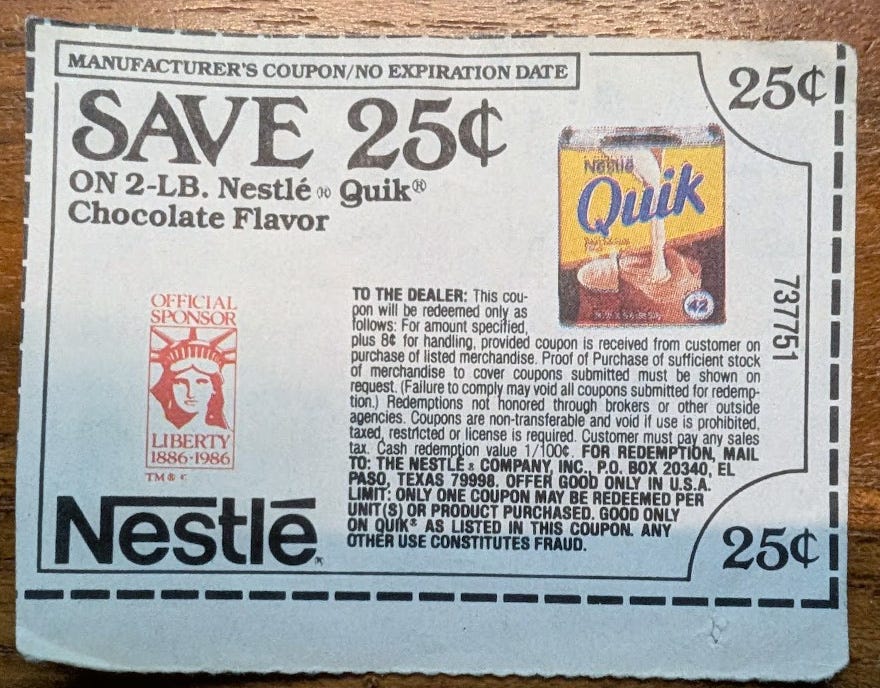 MANUFACTURER'S COUPON/NO EXPIRATION DATE
25¢
SAVE 25¢
ON 2-LB. Nestlé® Quik®
Chocolate Flavor
Nestlé
Quik
42
737751
OFFICIAL
SPONSOR
LIBERTY
1886·1986
TM®
TO THE DEALER: This cou-
pon will be redeemed only as
follows: For amount specified,
plus 8¢ for handling, provided coupon is received from customer on
purchase of listed merchandise. Proof of Purchase of sufficient stock
of merchandise to cover coupons submitted must be shown on
request. (Failure to comply may void all coupons submitted for redemp-
tion.) Redemptions not honored through brokers or other outside
agencies. Coupons are non-transferable and void if use is prohibited,
taxed, restricted or license is required. Customer must pay any sales
tax. Cash redemption value 1/100¢. FOR REDEMPTION, MAIL
TO: THE NESTLÉ COMPANY, INC., P.O. BOX 20340, EL
PASO, TEXAS 79998. OFFER GOOD ONLY IN U.S.A.
LIMIT: ONLY ONE COUPON MAY BE REDEEMED PER
UNIT(S) OR PRODUCT PURCHASED. GOOD ONLY
ON QUIK® AS LISTED IN THIS COUPON. ANY
OTHER USE CONSTITUTES FRAUD.
Nestlé
25¢